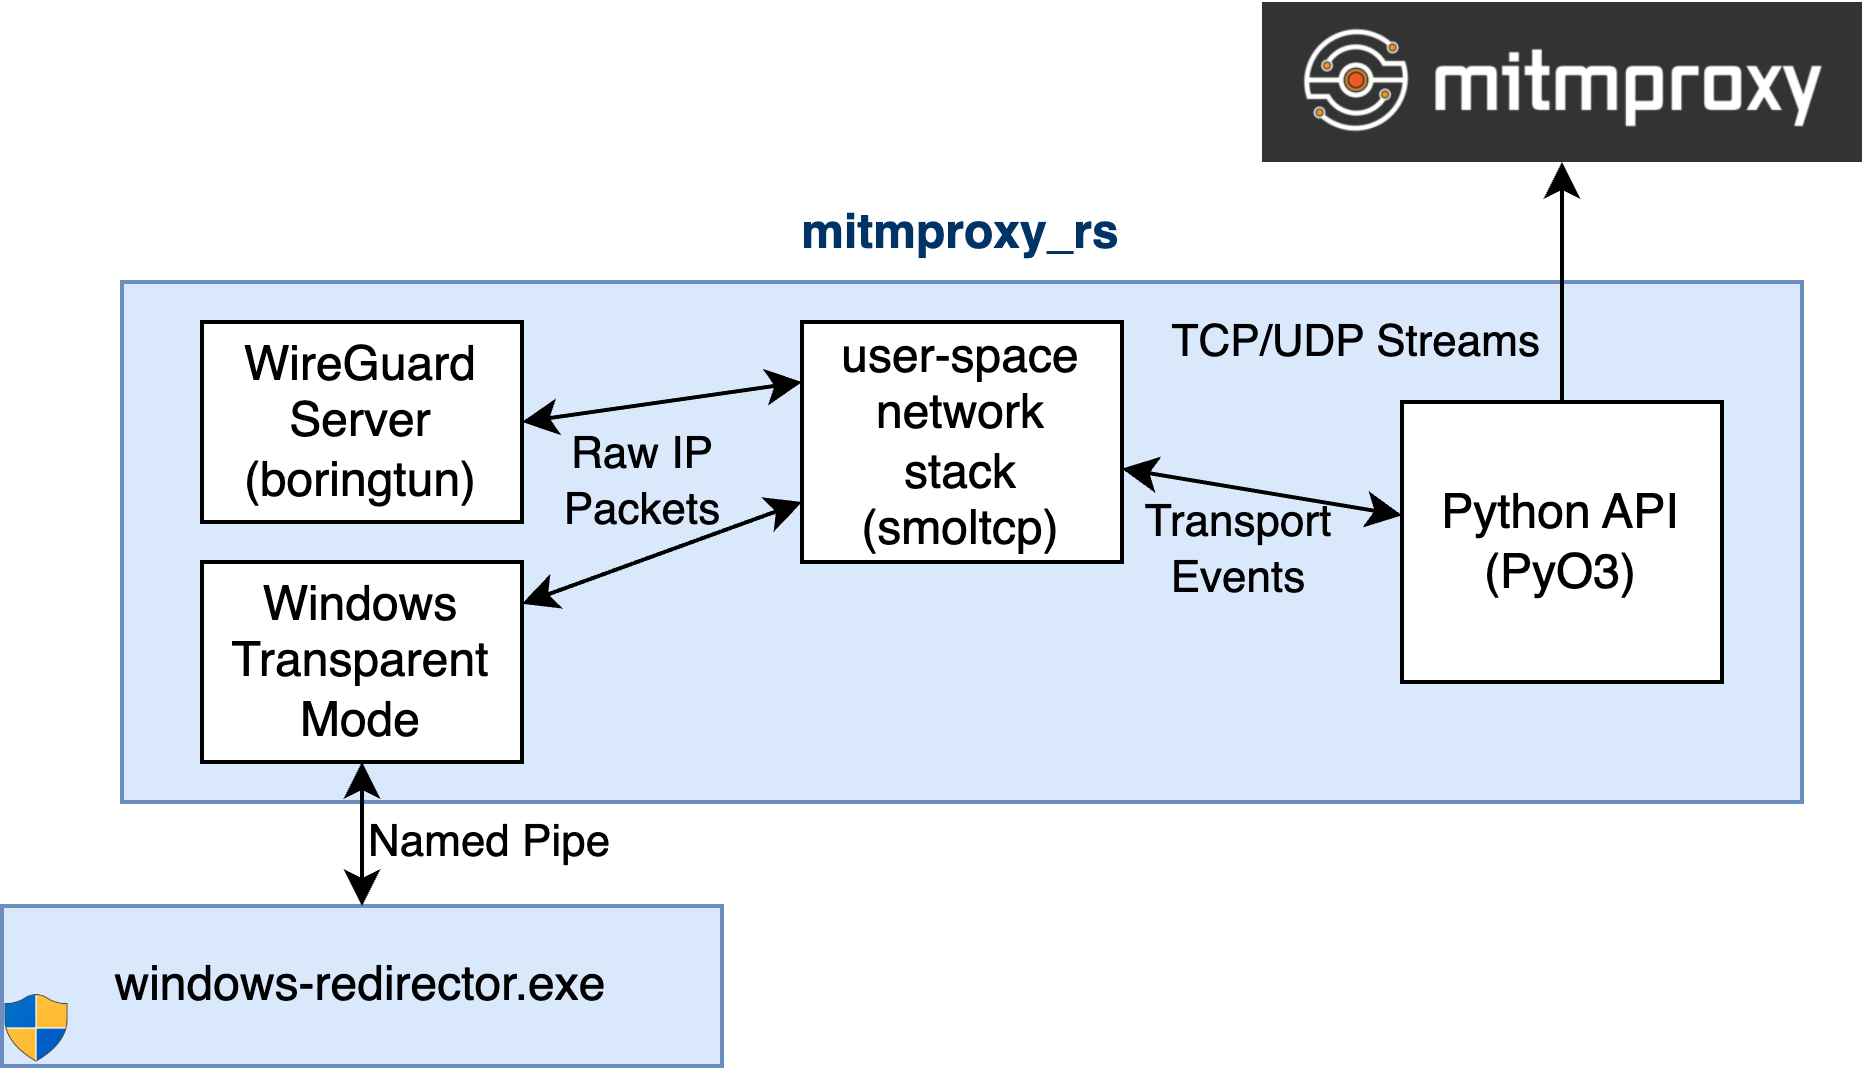 mitmproxy
mitmproxy_rs
WireGuard
Server
(boringtun)
Raw IP
Packets
user-space
network
stack
(smoltcp)
TCP/UDP Streams
Transport
Events
Python API
(PyO3)
Windows
Transparent
Mode
Named Pipe
windows-redirector.exe